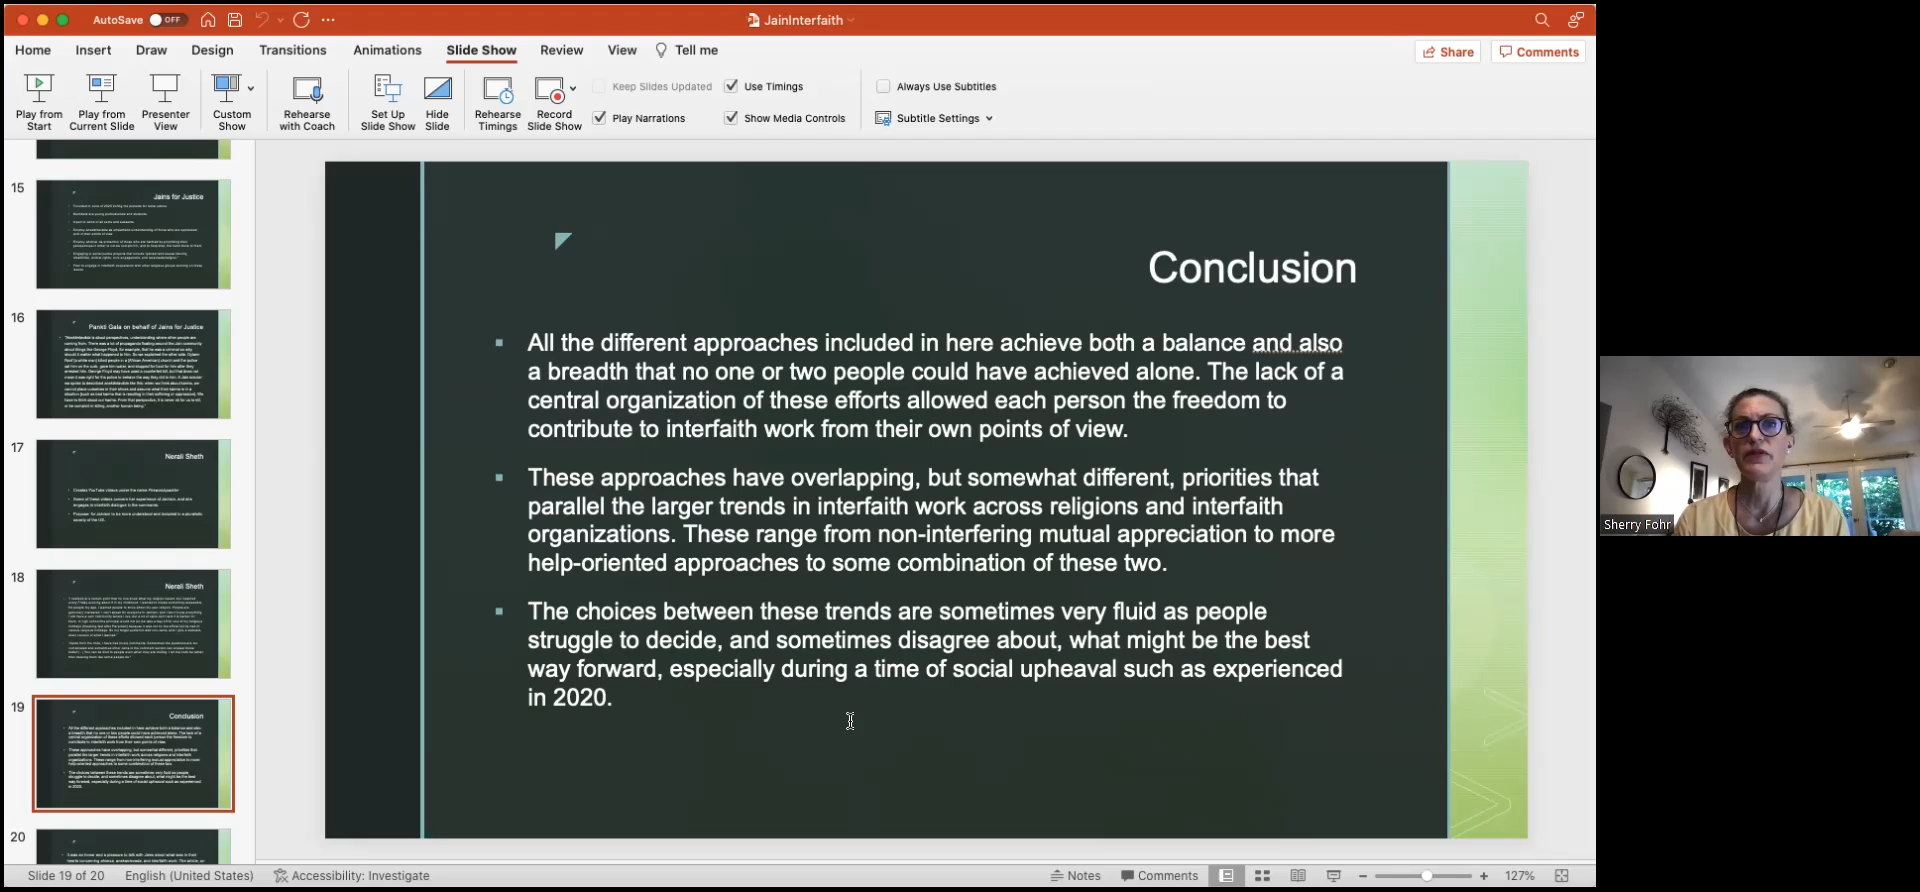 AutoSave OFF
JainInterfaith
Home Insert Draw Design Transitions Animations Slide Show Review View Tell me
Share Comments
Play from Start
Play from Current Slide
Presenter View
Custom Show
Rehearse with Coach
Set Up Slide Show
Hide Slide
Rehearse Timings
Record Slide Show
Keep Slides Updated
Use Timings
Play Narrations
Show Media Controls
Always Use Subtitles
Subtitle Settings
15
Jains for Justice
16
Pankti Gala on behalf of Jains for Justice
17
Nerali Sheth
18
Nerali Sheth
19
Conclusion
20
Conclusion
All the different approaches included in here achieve both a balance and also
a breadth that no one or two people could have achieved alone. The lack of a
central organization of these efforts allowed each person the freedom to
contribute to interfaith work from their own points of view.
These approaches have overlapping, but somewhat different, priorities that
parallel the larger trends in interfaith work across religions and interfaith
organizations. These range from non-interfering mutual appreciation to more
help-oriented approaches to some combination of these two.
The choices between these trends are sometimes very fluid as people
struggle to decide, and sometimes disagree about, what might be the best
way forward, especially during a time of social upheaval such as experienced
in 2020.
Sherry Fohr
Slide 19 of 20 English (United States) Accessibility: Investigate
Notes Comments 127%